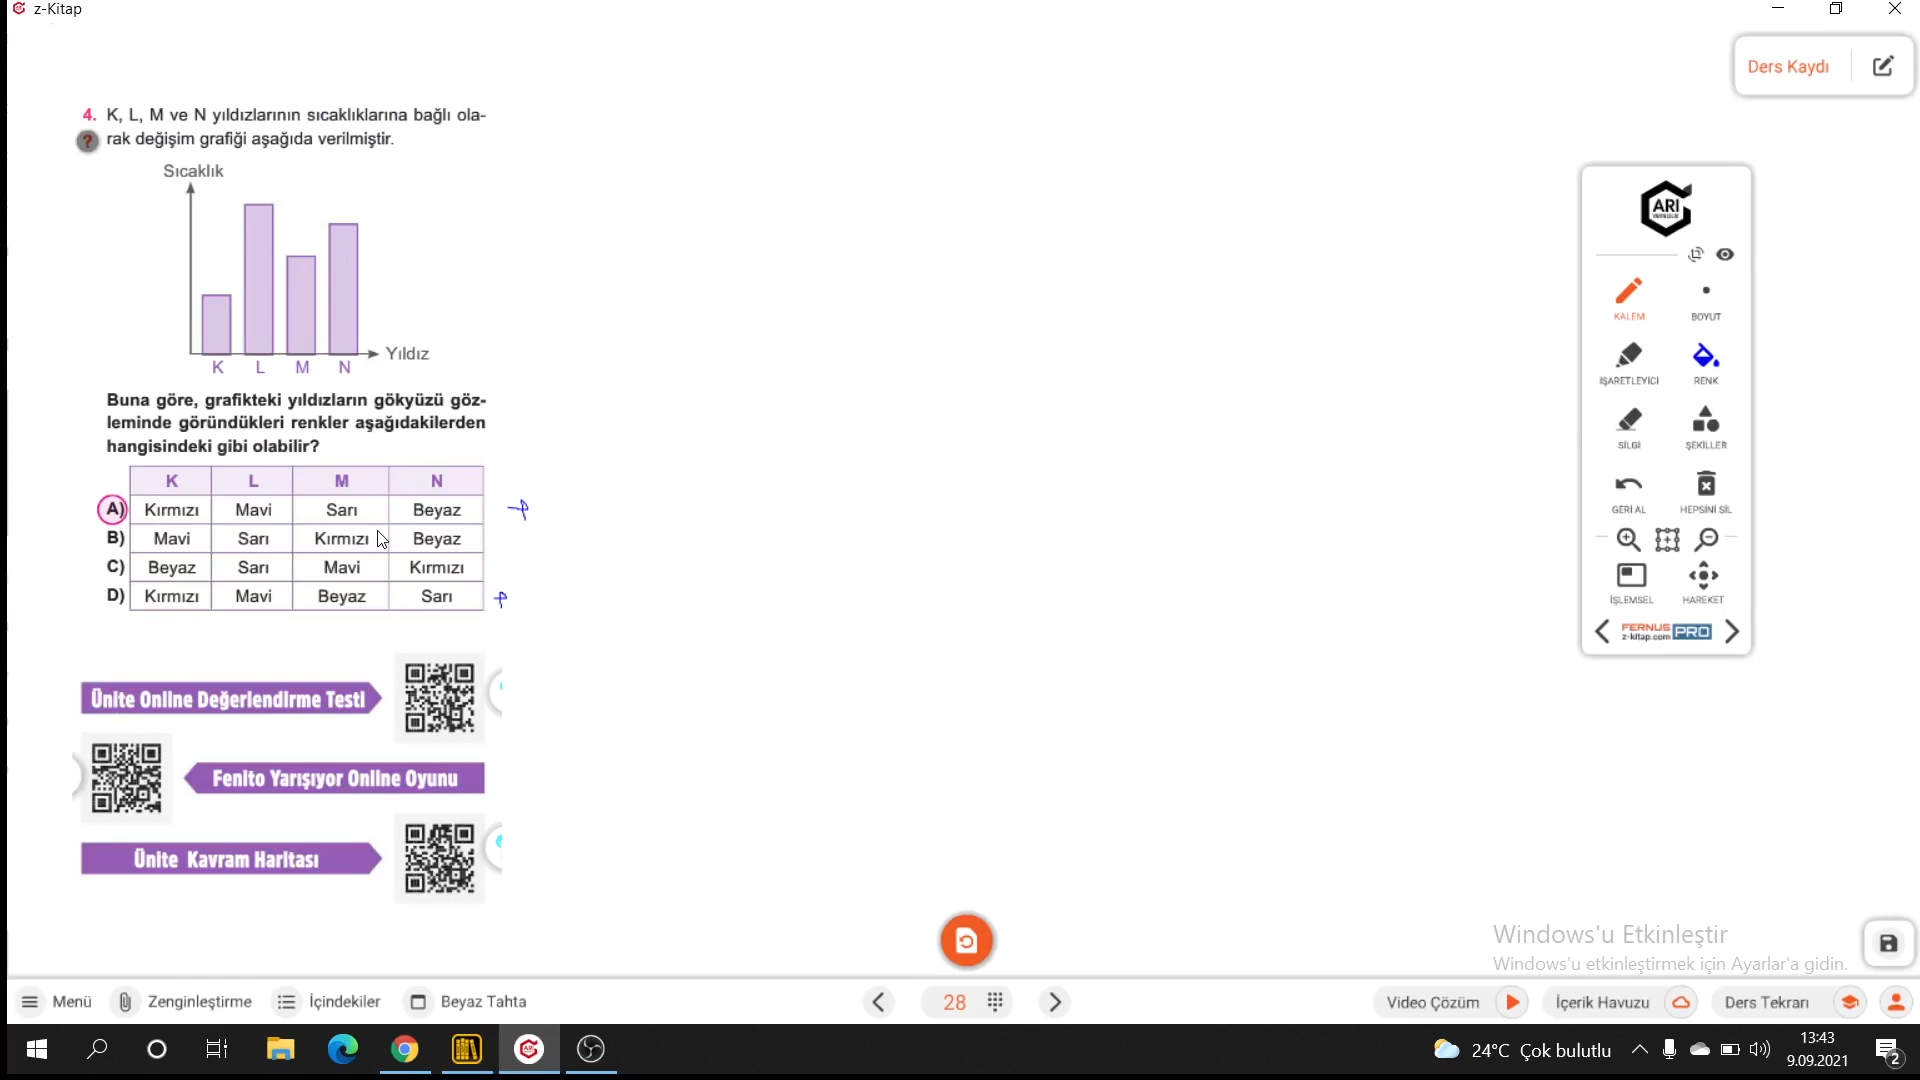 z-Kitap
Ders Kaydı
4. K, L, M ve N yıldızlarının sıcaklıklarına bağlı ola-
rak değişim grafiği aşağıda verilmiştir.
Sıcaklık
Yıldız
K L M N
Buna göre, grafikteki yıldızların gökyüzü göz-
leminde göründükleri renkler aşağıdakilerden
hangisindeki gibi olabilir?
K L M N
A) Kırmızı Mavi Sarı Beyaz
B) Mavi Sarı Kırmızı Beyaz
C) Beyaz Sarı Mavi Kırmızı
D) Kırmızı Mavi Beyaz Sarı
Ünite Online Değerlendirme Testi
Fenito Yarışıyor Online Oyunu
Ünite Kavram Haritası
ARI
KALEM BOYUT
İŞARETLEYİCİ RENK
SİLGİ ŞEKİLLER
GERİ AL HEPSİNİ SİL
İŞLEMSEL HAREKET
FERNUS
z-kitap.com PRO
Windows'u Etkinleştir
Windows'u etkinleştirmek için Ayarlar'a gidin.
Menü Zenginleştirme İçindekiler Beyaz Tahta 28 Video Çözüm İçerik Havuzu Ders Tekrarı
24°C Çok bulutlu 13:43
9.09.2021
2